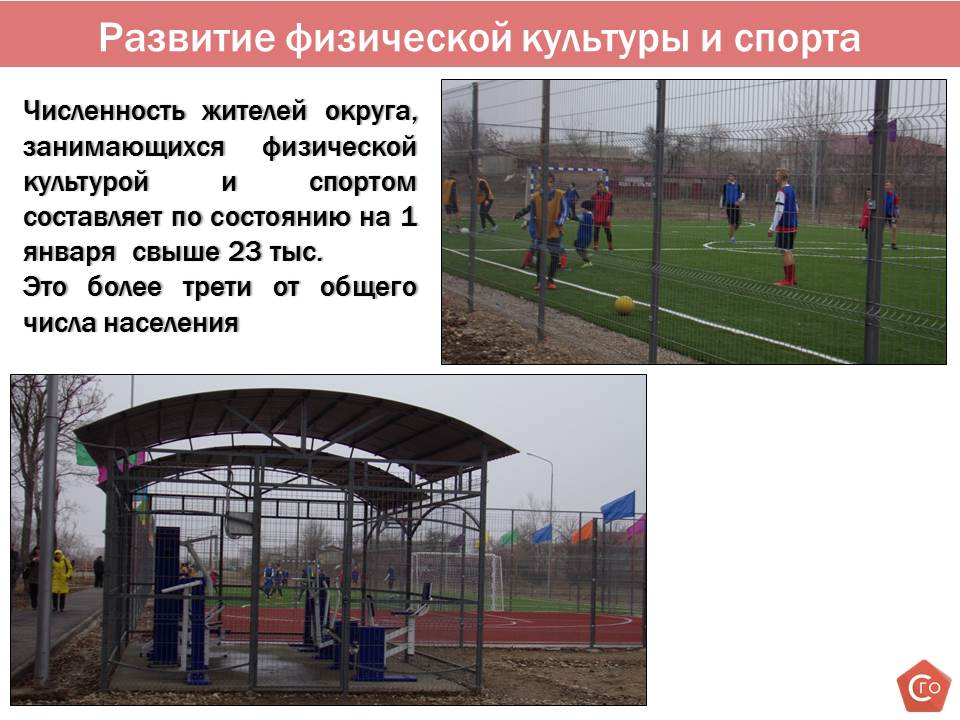 Развитие физической культуры и спорта
Численность жителей округа,
занимающихся физической
культурой и спортом
составляет по состоянию на 1
января свыше 23 тыс.
Это более трети от общего
числа населения
СГО